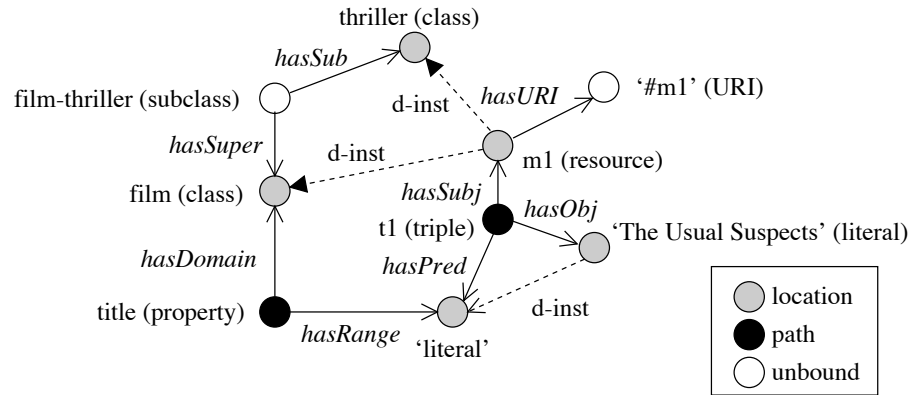 thriller (class)
hasSub
film-thriller (subclass)
‘#m1’ (URI)
hasURI
d-inst
hasSuper
d-inst
m1 (resource)
film (class)
hasSubj
hasObj
t1 (triple)
‘The Usual Suspects’ (literal)
hasDomain
hasPred
title (property)
d-inst
hasRange
‘literal’
location
path
unbound